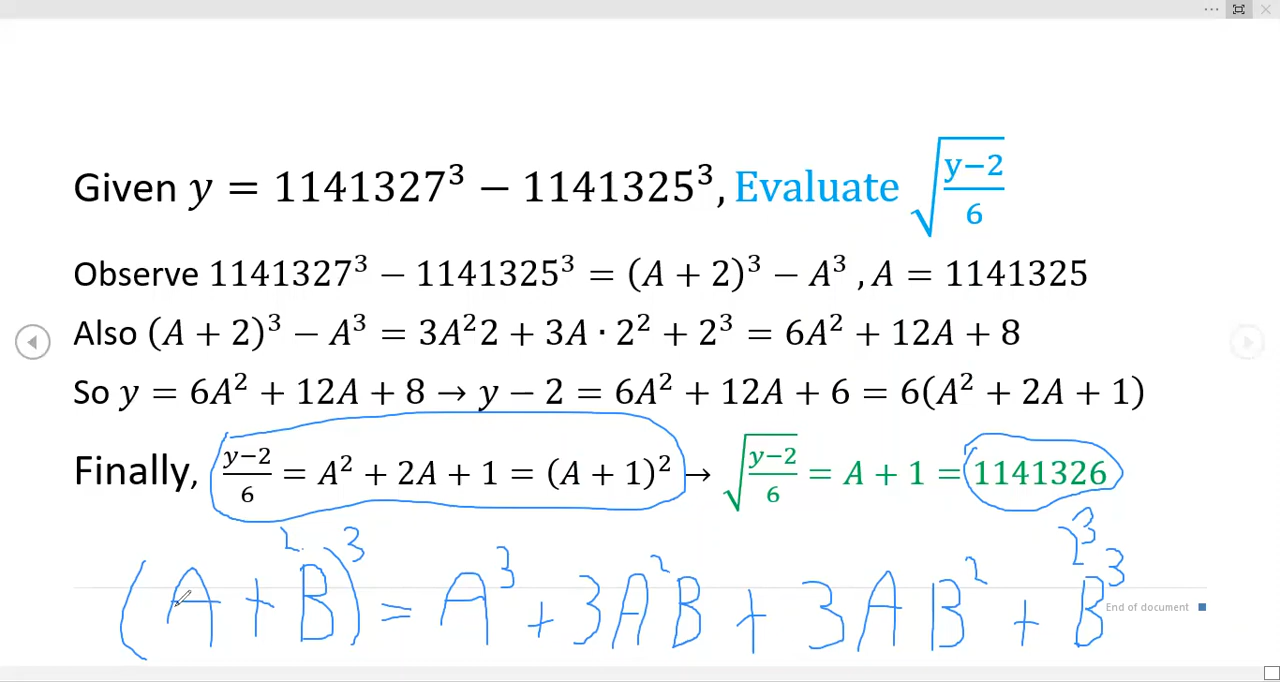 Given y = 1141327³ − 1141325³, Evaluate √((y−2)/6)
Observe 1141327³ − 1141325³ = (A + 2)³ − A³ , A = 1141325
Also (A + 2)³ − A³ = 3A²2 + 3A · 2² + 2³ = 6A² + 12A + 8
So y = 6A² + 12A + 8 → y − 2 = 6A² + 12A + 6 = 6(A² + 2A + 1)
Finally, (y−2)/6 = A² + 2A + 1 = (A + 1)² → √((y−2)/6) = A + 1 = 1141326
2 2³
(A + B)³ = A³ + 3A²B + 3AB² + B³
End of document